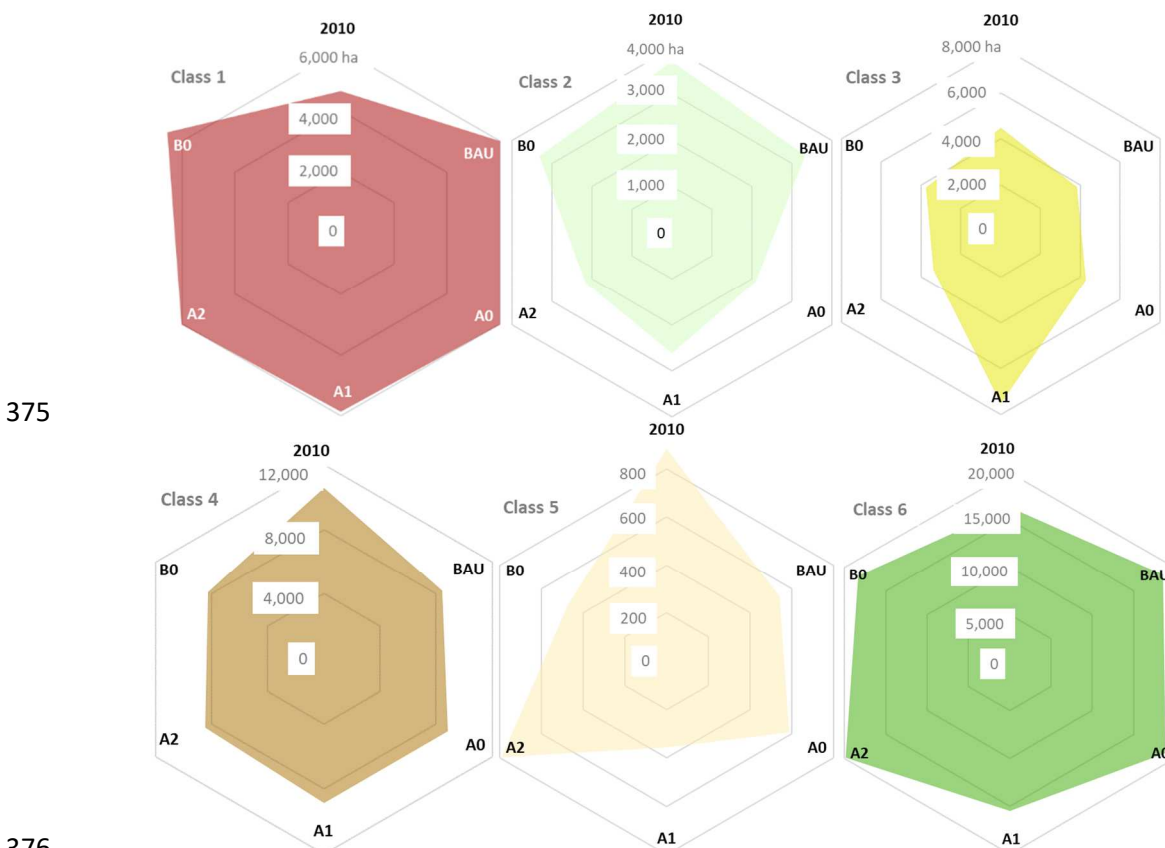 2010
6,000 ha
Class 1
4,000
B0
BAU
2,000
0
A2
A0
A1
2010
4,000 ha
Class 2
3,000
2,000
B0
BAU
1,000
0
A2
A0
A1
2010
8,000 ha
Class 3
6,000
4,000
B0
BAU
2,000
0
A2
A0
A1
375
2010
12,000
Class 4
8,000
B0
BAU
4,000
0
A2
A0
A1
2010
800
Class 5
600
B0
400
BAU
200
0
A2
A0
A1
2010
20,000
Class 6
15,000
B0
10,000
BAU
5,000
0
A2
A0
A1
376